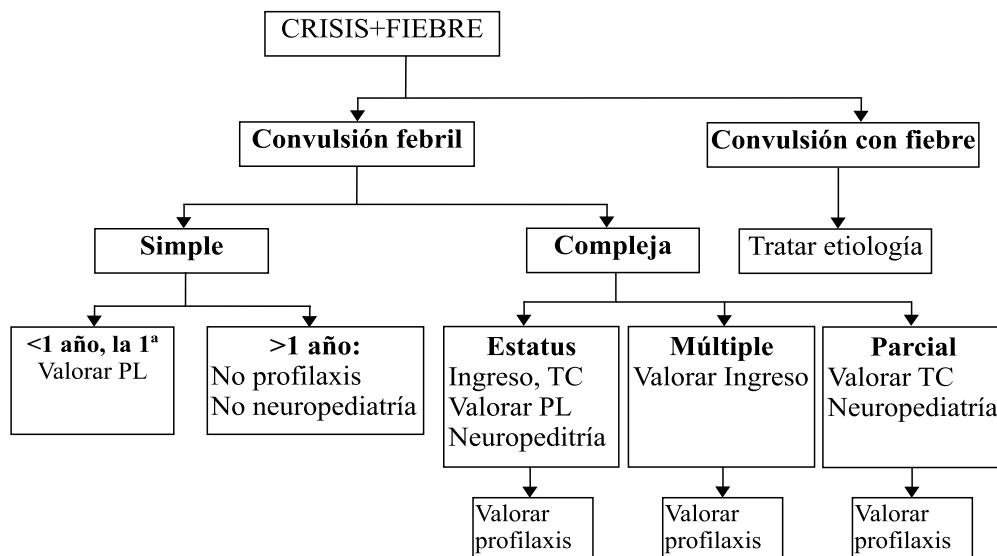 CRISIS+FIEBRE
Convulsión febril
Convulsión con fiebre
Simple
Compleja
Tratar etiología
<1 año, la 1ª
Valorar PL
>1 año:
No profilaxis
No neuropediatría
Estatus
Ingreso, TC
Valorar PL
Neuropeditría
Múltiple
Valorar Ingreso
Parcial
Valorar TC
Neuropediatría
Valorar
profilaxis
Valorar
profilaxis
Valorar
profilaxis